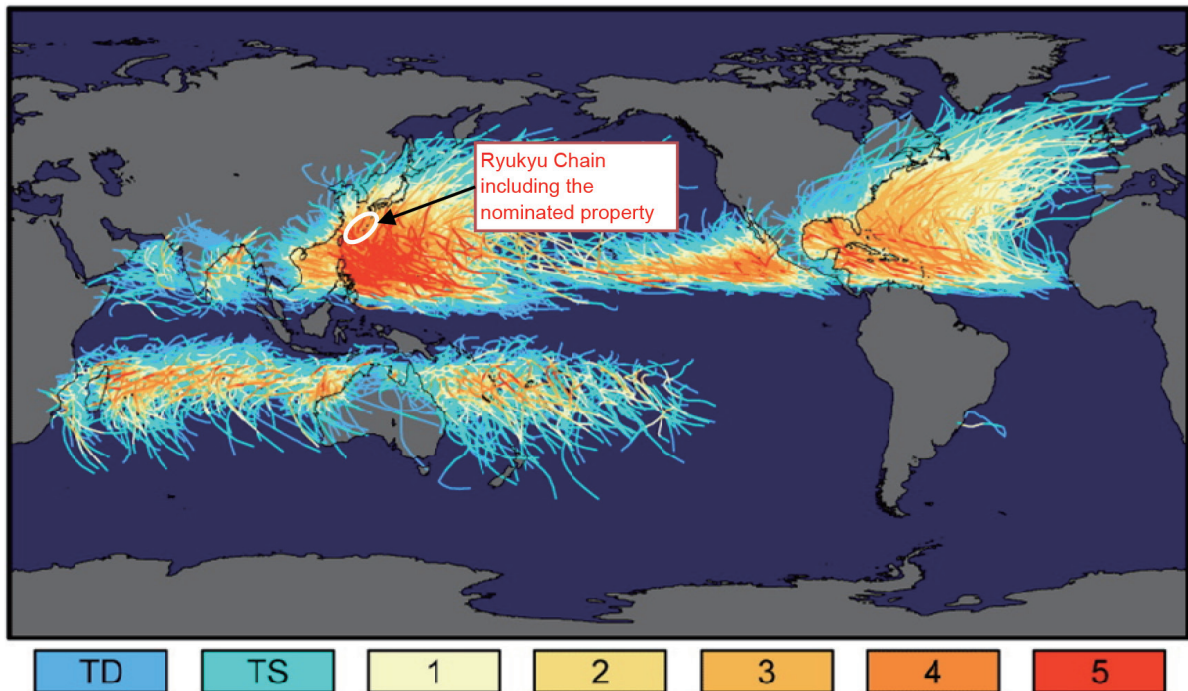 Ryukyu Chain
including the
nominated property
TD TS 1 2 3 4 5